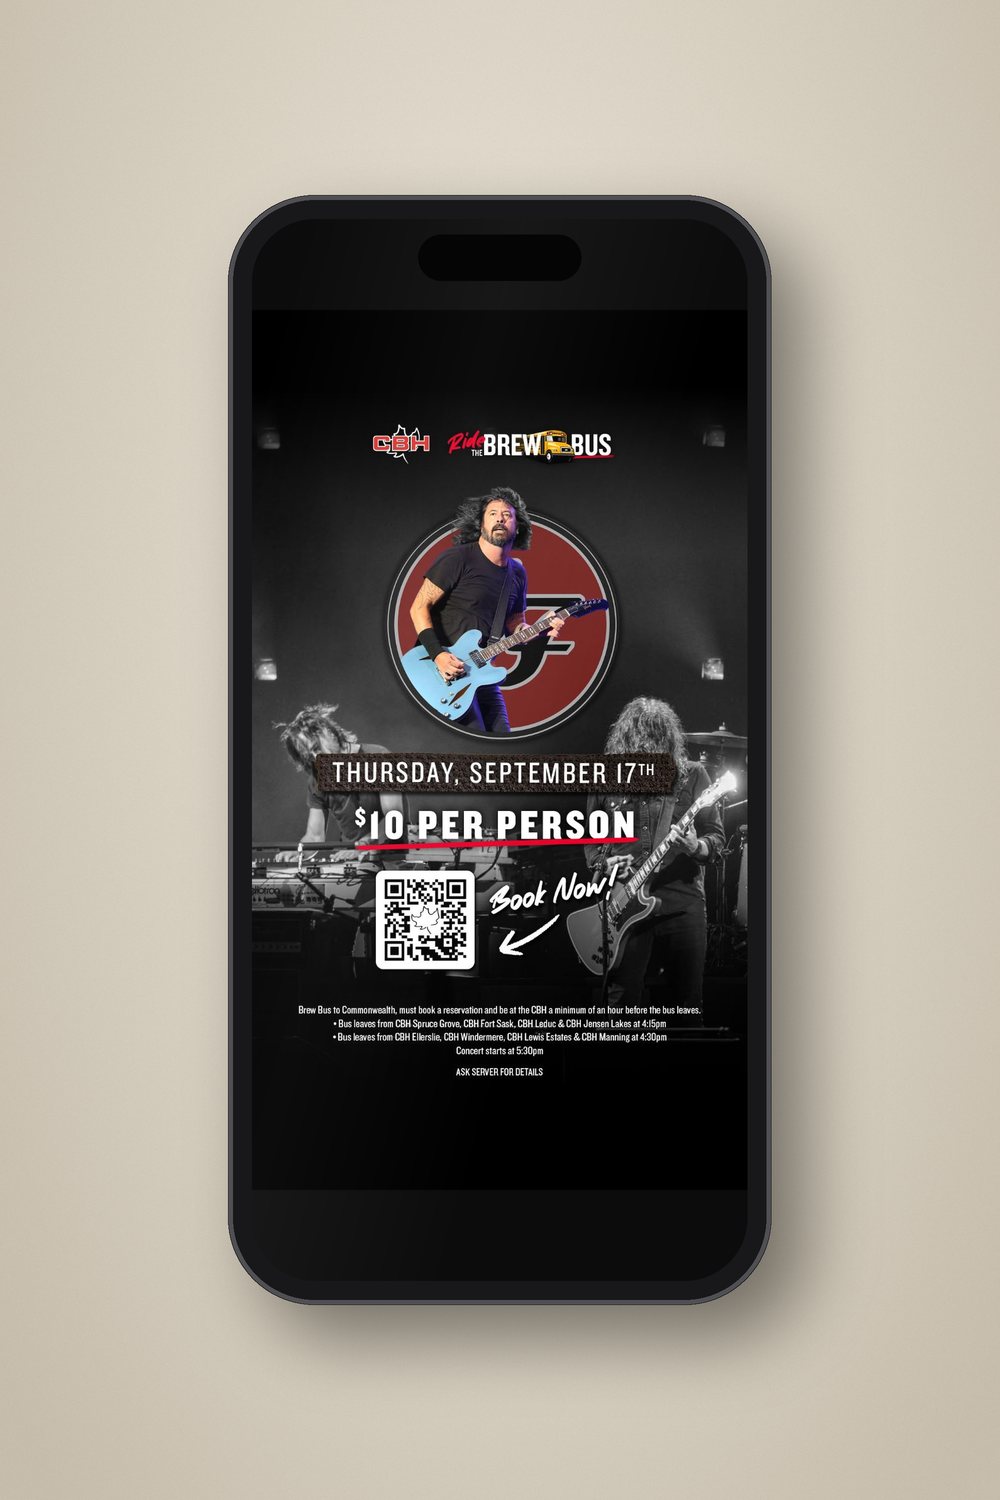 CBH
Ride THE BREW BUS
FF
THURSDAY, SEPTEMBER 17TH
$10 PER PERSON
Book Now!
Brew Bus to Commonwealth, must book a reservation and be at the CBH a minimum of an hour before the bus leaves.
• Bus leaves from CBH Spruce Grove, CBH Fort Sask, CBH Leduc & CBH Jensen Lakes at 4:15pm
• Bus leaves from CBH Ellerslie, CBH Windermere, CBH Lewis Estates & CBH Manning at 4:30pm
Concert starts at 5:30pm
ASK SERVER FOR DETAILS